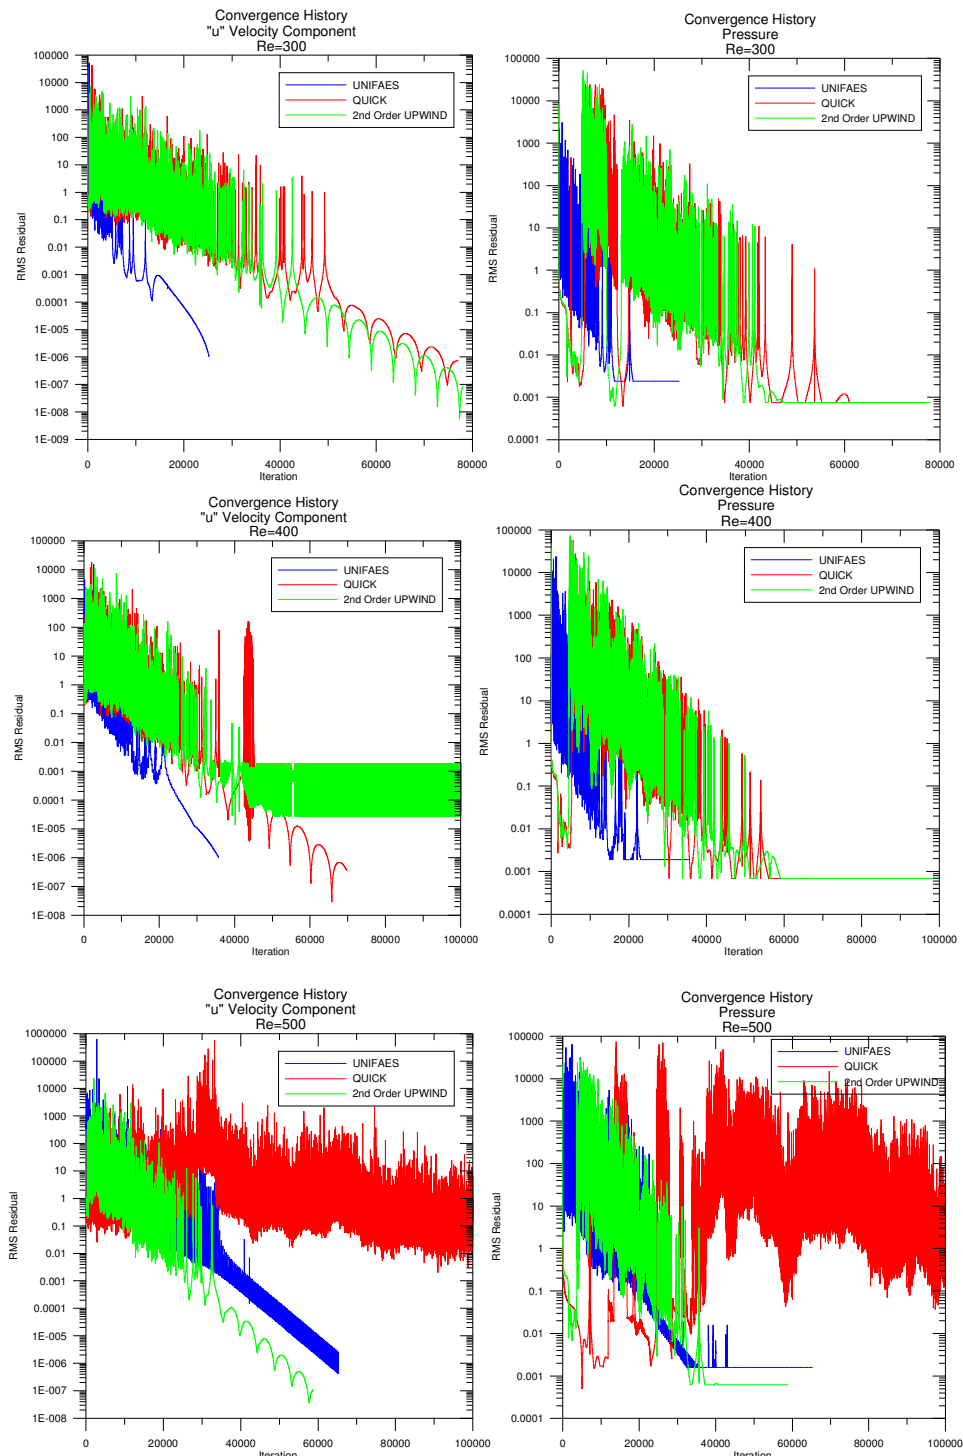 Convergence History
"u" Velocity Component
Re=300
100000
10000
1000
100
10
1
0.1
0.01
0.001
0.0001
1E-005
1E-006
1E-007
1E-008
1E-009
RMS Residual
UNIFAES
QUICK
2nd Order UPWIND
0 20000 40000 60000 80000
Iteration
Convergence History
Pressure
Re=300
100000
10000
1000
100
10
1
0.1
0.01
0.001
0.0001
RMS Residual
UNIFAES
QUICK
2nd Order UPWIND
0 20000 40000 60000 80000
Iteration
Convergence History
"u" Velocity Component
Re=400
100000
10000
1000
100
10
1
0.1
0.01
0.001
0.0001
1E-005
1E-006
1E-007
1E-008
RMS Residual
UNIFAES
QUICK
2nd Order UPWIND
0 20000 40000 60000 80000 100000
Iteration
Convergence History
Pressure
Re=400
100000
10000
1000
100
10
1
0.1
0.01
0.001
0.0001
RMS Residual
UNIFAES
QUICK
2nd Order UPWIND
0 20000 40000 60000 80000 100000
Iteration
Convergence History
"u" Velocity Component
Re=500
1000000
100000
10000
1000
100
10
1
0.1
0.01
0.001
0.0001
1E-005
1E-006
1E-007
1E-008
RMS Residual
UNIFAES
QUICK
2nd Order UPWIND
0 20000 40000 60000 80000 100000
Iteration
Convergence History
Pressure
Re=500
100000
10000
1000
100
10
1
0.1
0.01
0.001
0.0001
RMS Residual
UNIFAES
QUICK
2nd Order UPWIND
0 20000 40000 60000 80000 100000
Iteration